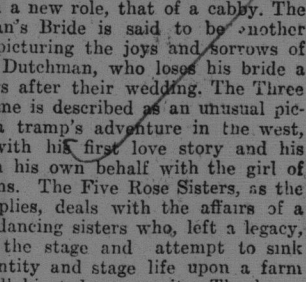 a new role, that of a cabby. The
an's Bride is said to be another
picturing the joys and sorrows of
Dutchman, who loses his bride a
s after their wedding. The Three
ne is described as an unusual pic-
a tramp's adventure in the west,
with his first love story and his
n his own behalf with the girl of
ns. The Five Rose Sisters, as the
plies, deals with the affairs of a
dancing sisters who, left a legacy,
the stage and attempt to sink
ntity and stage life upon a farm